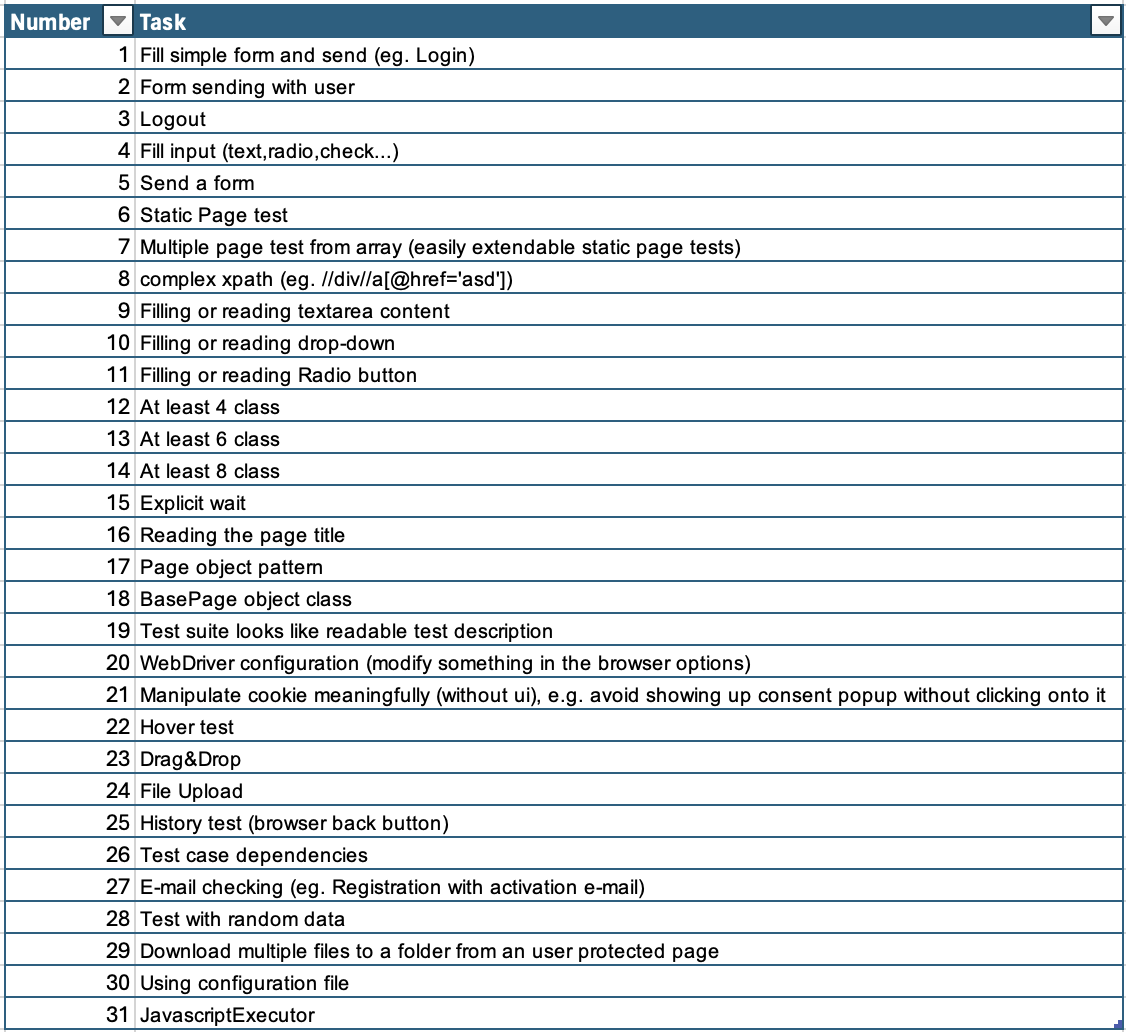 Number Task
1 Fill simple form and send (eg. Login)
2 Form sending with user
3 Logout
4 Fill input (text,radio,check...)
5 Send a form
6 Static Page test
7 Multiple page test from array (easily extendable static page tests)
8 complex xpath (eg. //div//a[@href='asd'])
9 Filling or reading textarea content
10 Filling or reading drop-down
11 Filling or reading Radio button
12 At least 4 class
13 At least 6 class
14 At least 8 class
15 Explicit wait
16 Reading the page title
17 Page object pattern
18 BasePage object class
19 Test suite looks like readable test description
20 WebDriver configuration (modify something in the browser options)
21 Manipulate cookie meaningfully (without ui), e.g. avoid showing up consent popup without clicking onto it
22 Hover test
23 Drag&Drop
24 File Upload
25 History test (browser back button)
26 Test case dependencies
27 E-mail checking (eg. Registration with activation e-mail)
28 Test with random data
29 Download multiple files to a folder from an user protected page
30 Using configuration file
31 JavascriptExecutor